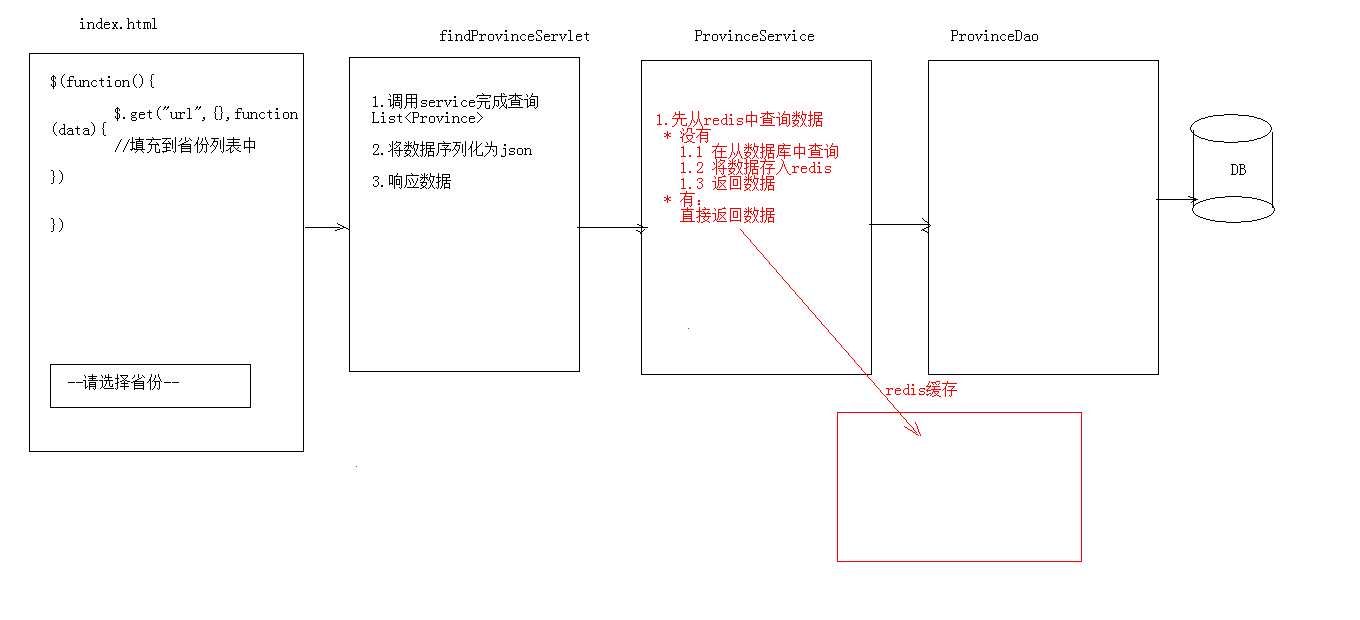 index.html
$(function(){
$.get("url",{},function
(data){
//填充到省份列表中
})
})
--请选择省份--
findProvinceServlet
1.调用service完成查询
List<Province>
2.将数据序列化为json
3.响应数据
ProvinceService
1.先从redis中查询数据
* 没有
1.1 在从数据库中查询
1.2 将数据存入redis
1.3 返回数据
* 有:
直接返回数据
ProvinceDao
DB
redis缓存